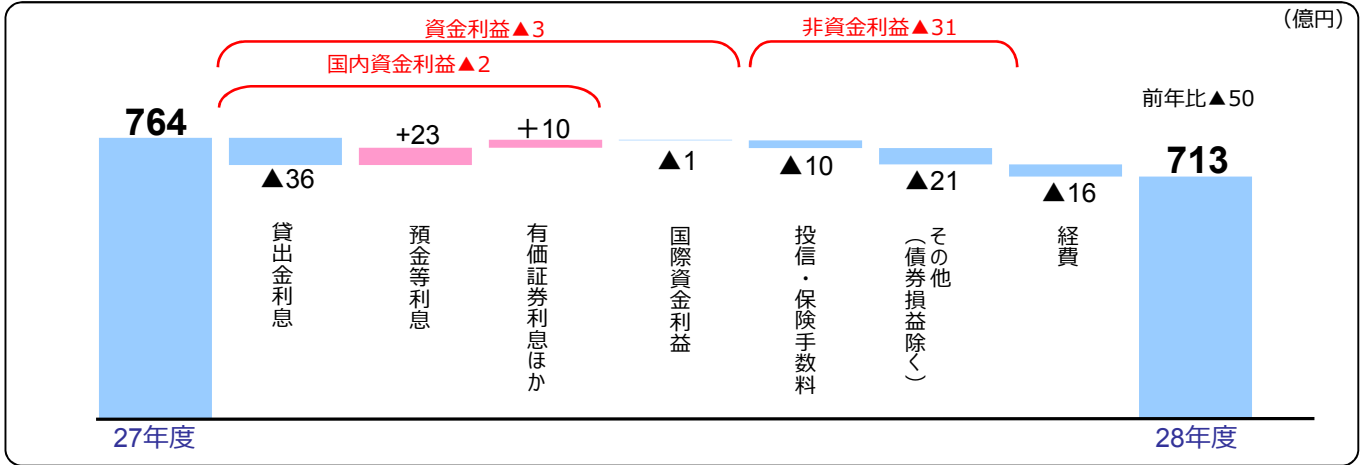 (億円)
資金利益▲3
非資金利益▲31
国内資金利益▲2
前年比▲50
764
▲36
+23
＋10
▲1
▲10
▲21
▲16
713
貸出金利息
預金等利息
有価証券利息ほか
国際資金利益
投信・保険手数料
その他
（債券損益除く）
経費
27年度
28年度